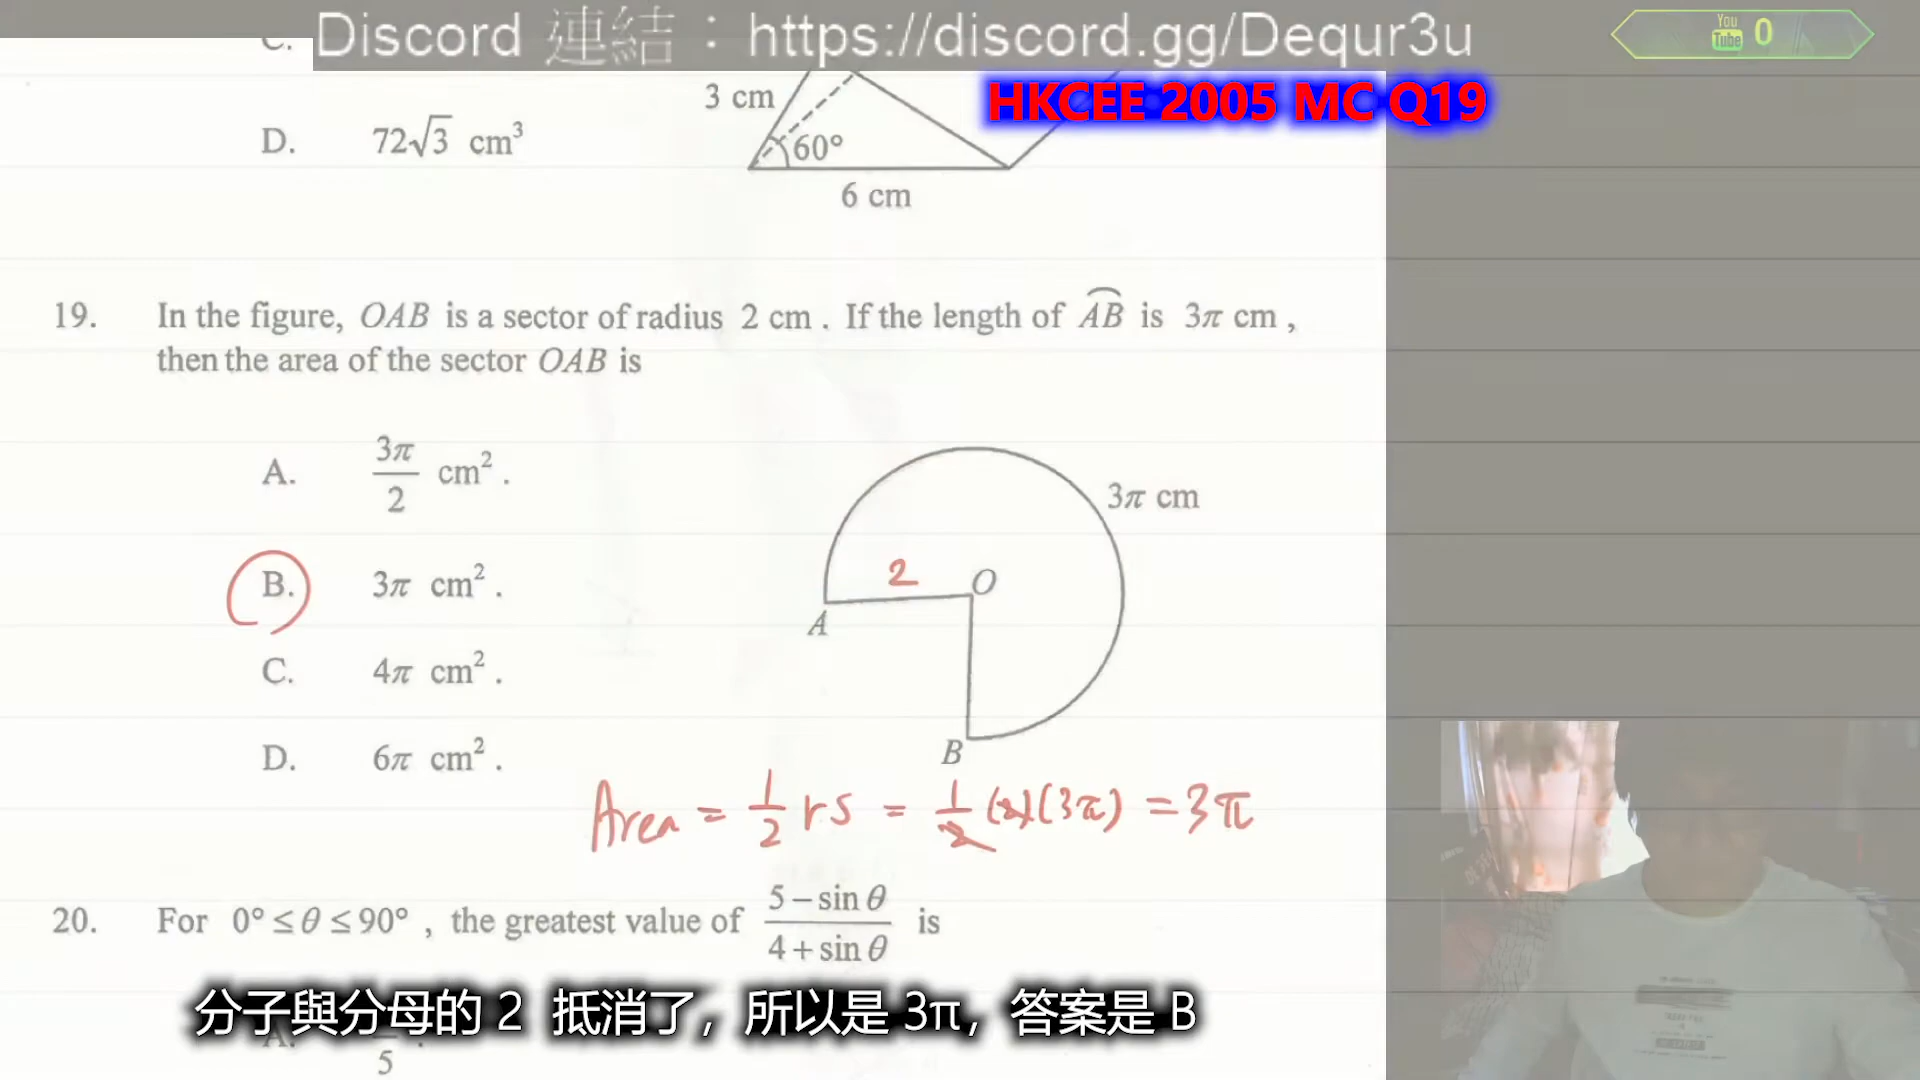 Discord 連結：https://discord.gg/Dequr3u
You Tube 0
HKCEE 2005 MC Q19
C.
3 cm
D. 72√3 cm³
60°
6 cm
19. In the figure, OAB is a sector of radius 2 cm . If the length of A͡B is 3π cm ,
then the area of the sector OAB is
A. 3π/2 cm² .
3π cm
B. 3π cm² .
2
O
A
C. 4π cm² .
B
D. 6π cm² .
Area = 1/2 rs = 1/2 (2)(3π) = 3π
20. For 0° ≤ θ ≤ 90° , the greatest value of (5 − sin θ)/(4 + sin θ) is
分子與分母的 2 抵消了，所以是 3π，答案是 B
A. 5 .